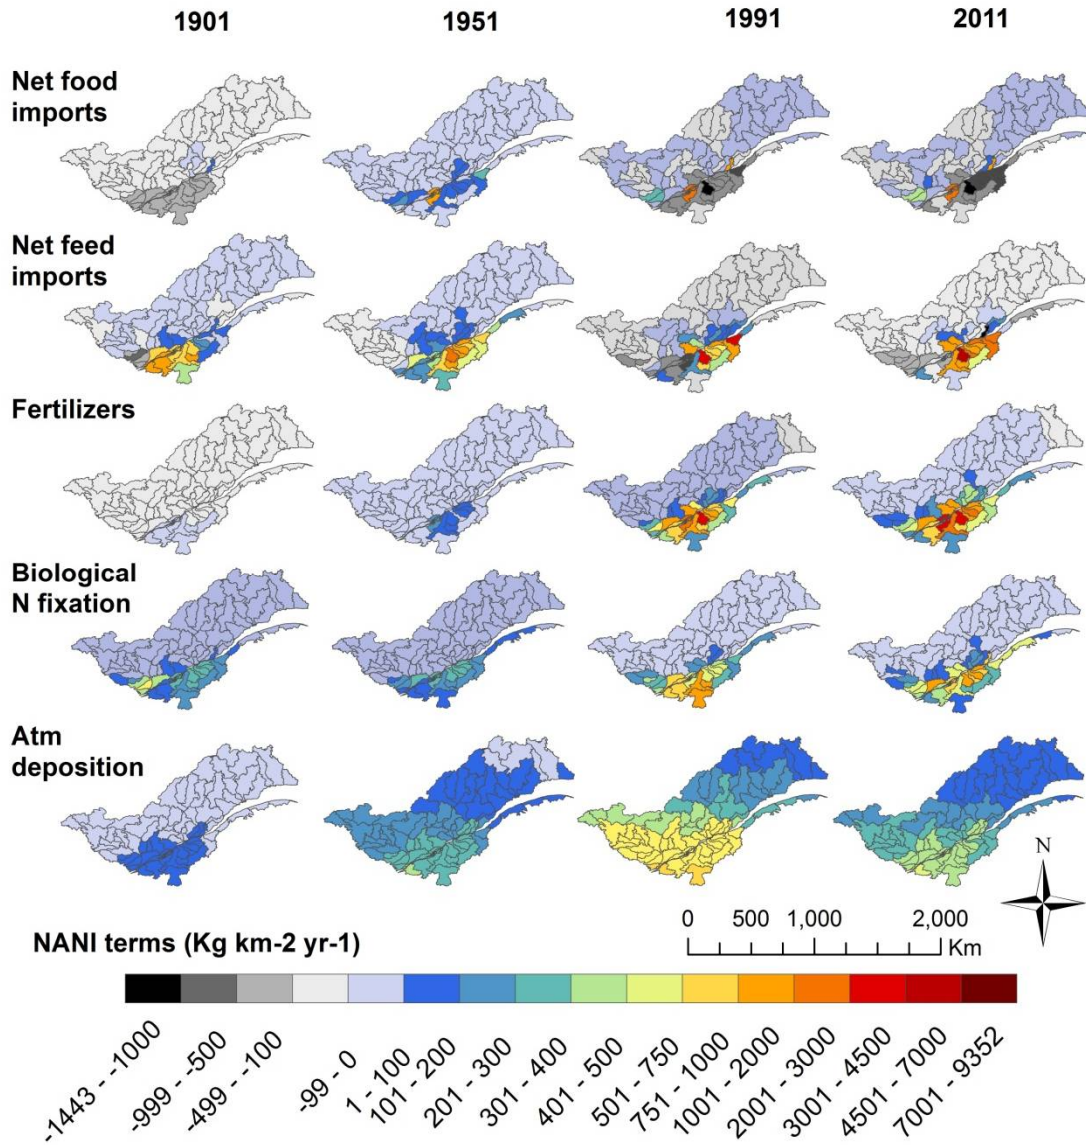 1901 1951 1991 2011
Net food
imports
Net feed
imports
Fertilizers
Biological
N fixation
Atm
deposition
N
0 500 1,000 2,000
Km
NANI terms (Kg km-2 yr-1)
-1443 - -1000
-999 - -500
-499 - -100
-99 - 0
1 - 100
101 - 200
201 - 300
301 - 400
401 - 500
501 - 750
751 - 1000
1001 - 2000
2001 - 3000
3001 - 4500
4501 - 7000
7001 - 9352